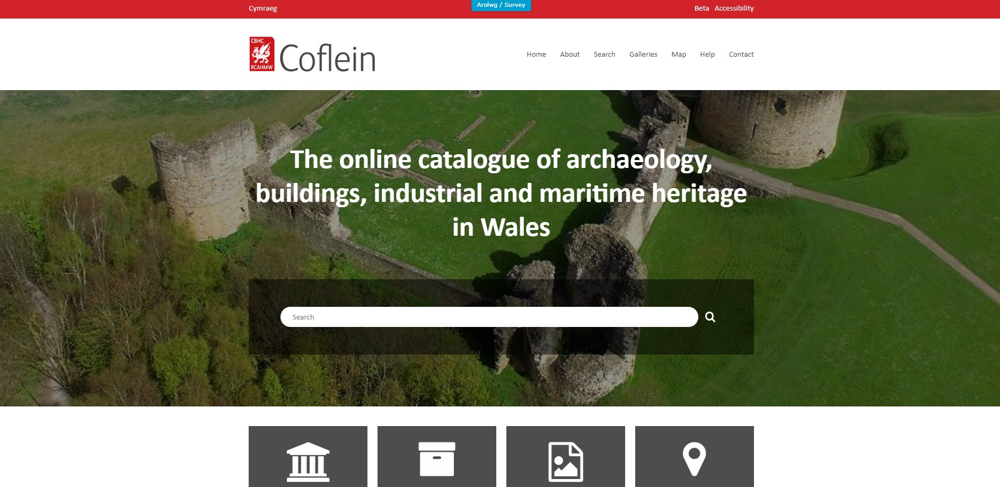 Cymraeg
Arolwg / Survey
Beta Accessibility
CBHC
RCAHMW
Coflein
Home About Search Galleries Map Help Contact
The online catalogue of archaeology,
buildings, industrial and maritime heritage
in Wales
Search